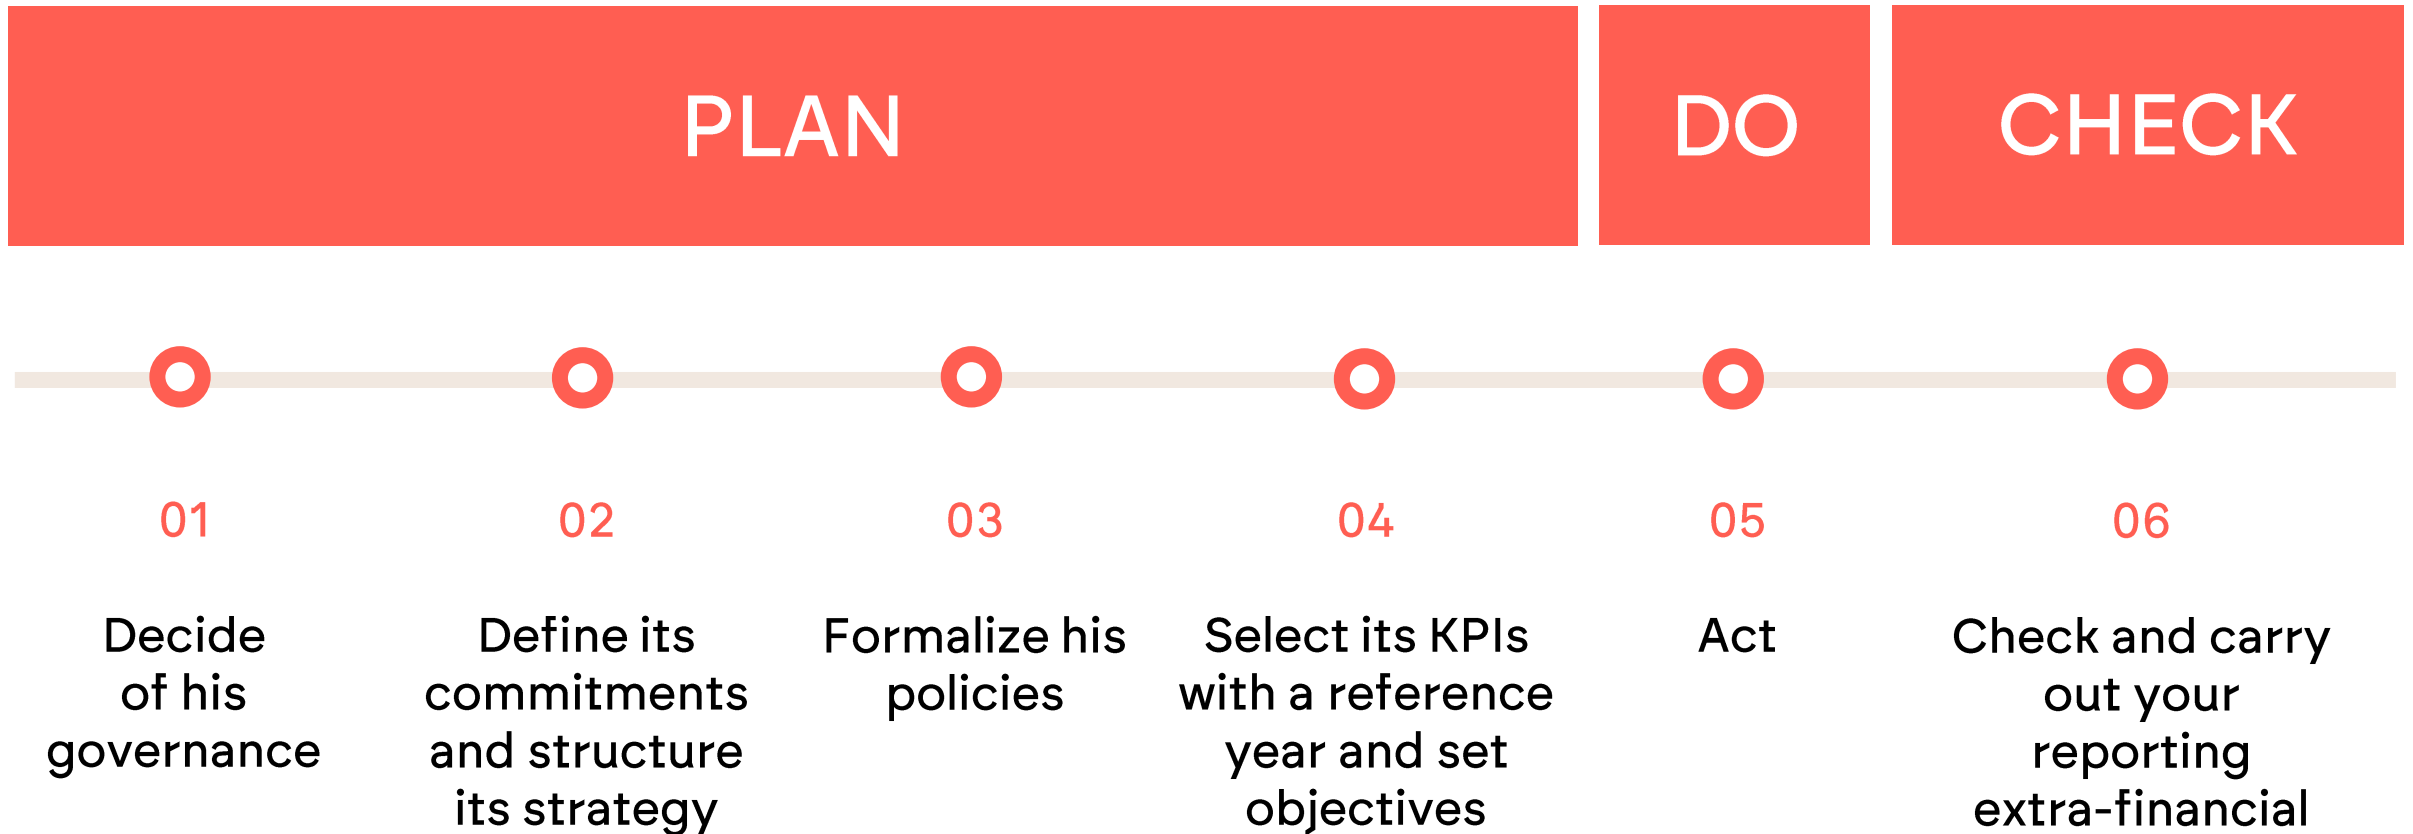 PLAN
DO
CHECK
01
Decide
of his
governance
02
Define its
commitments
and structure
its strategy
03
Formalize his
policies
04
Select its KPIs
with a reference
year and set
objectives
05
Act
06
Check and carry
out your
reporting
extra-financial